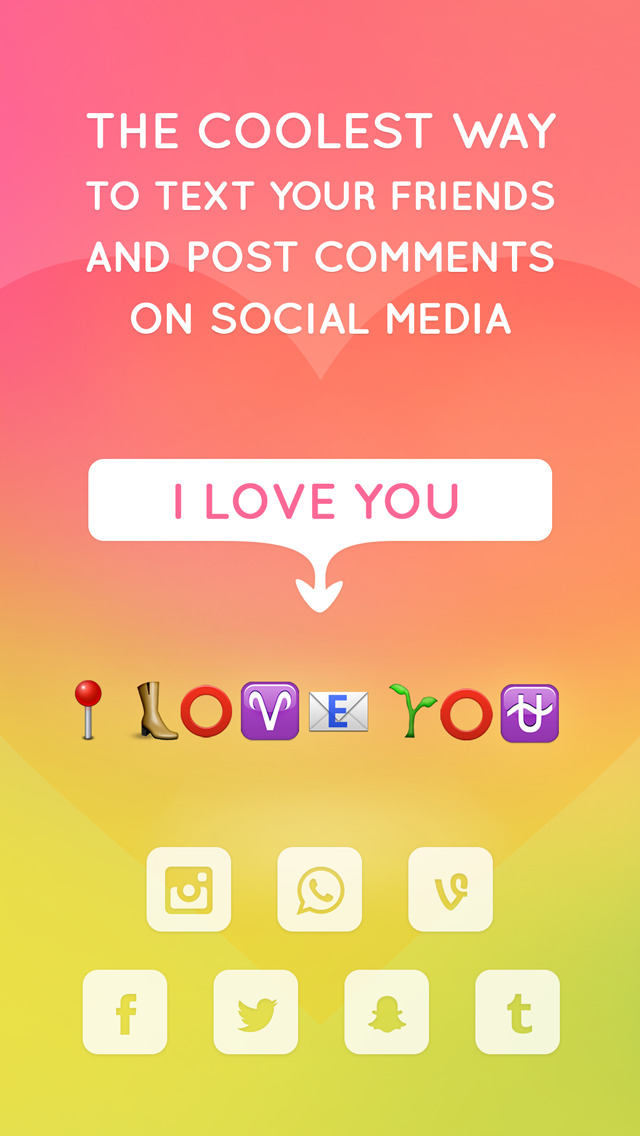 THE COOLEST WAY
TO TEXT YOUR FRIENDS
AND POST COMMENTS
ON SOCIAL MEDIA
I LOVE YOU
📍 👢⭕♈📧 🌱⭕⛎